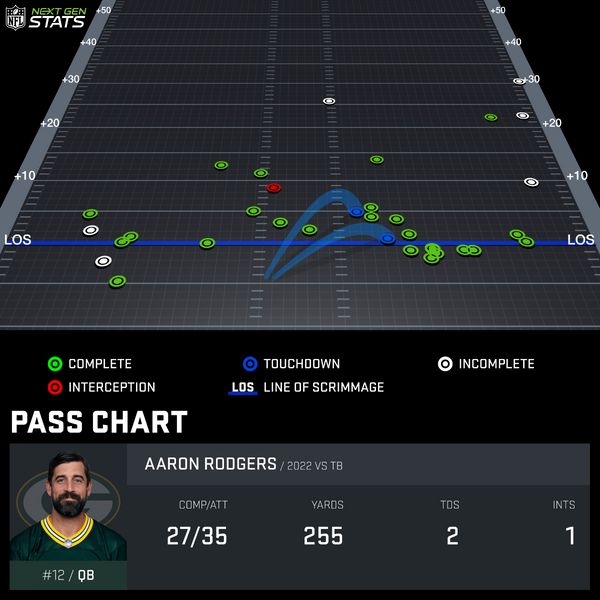 NFL NEXT GEN STATS
+50 +50
+40 +40
+30 +30
+20 +20
+10 +10
LOS LOS
COMPLETE TOUCHDOWN INCOMPLETE
INTERCEPTION LOS LINE OF SCRIMMAGE
PASS CHART
AARON RODGERS / 2022 VS TB
COMP/ATT YARDS TDS INTS
27/35 255 2 1
#12 / QB